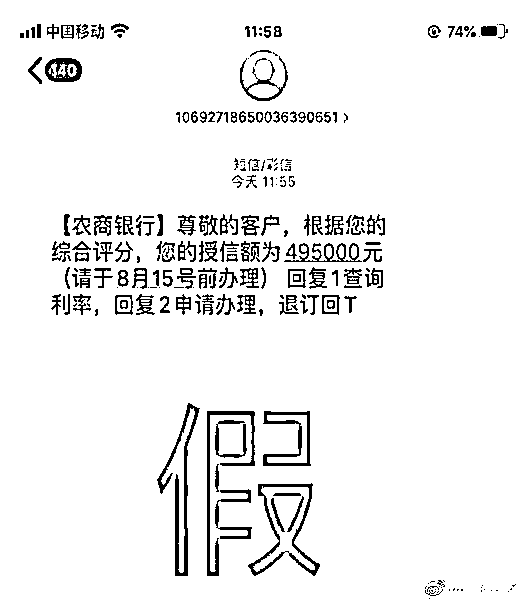 中国移动 11:58 74%
440
10692718650036390651 >
短信/彩信
今天 11:55
【农商银行】尊敬的客户，根据您的
综合评分，您的授信额为495000元
（请于8月15号前办理） 回复1查询
利率，回复2申请办理，退订回T
假